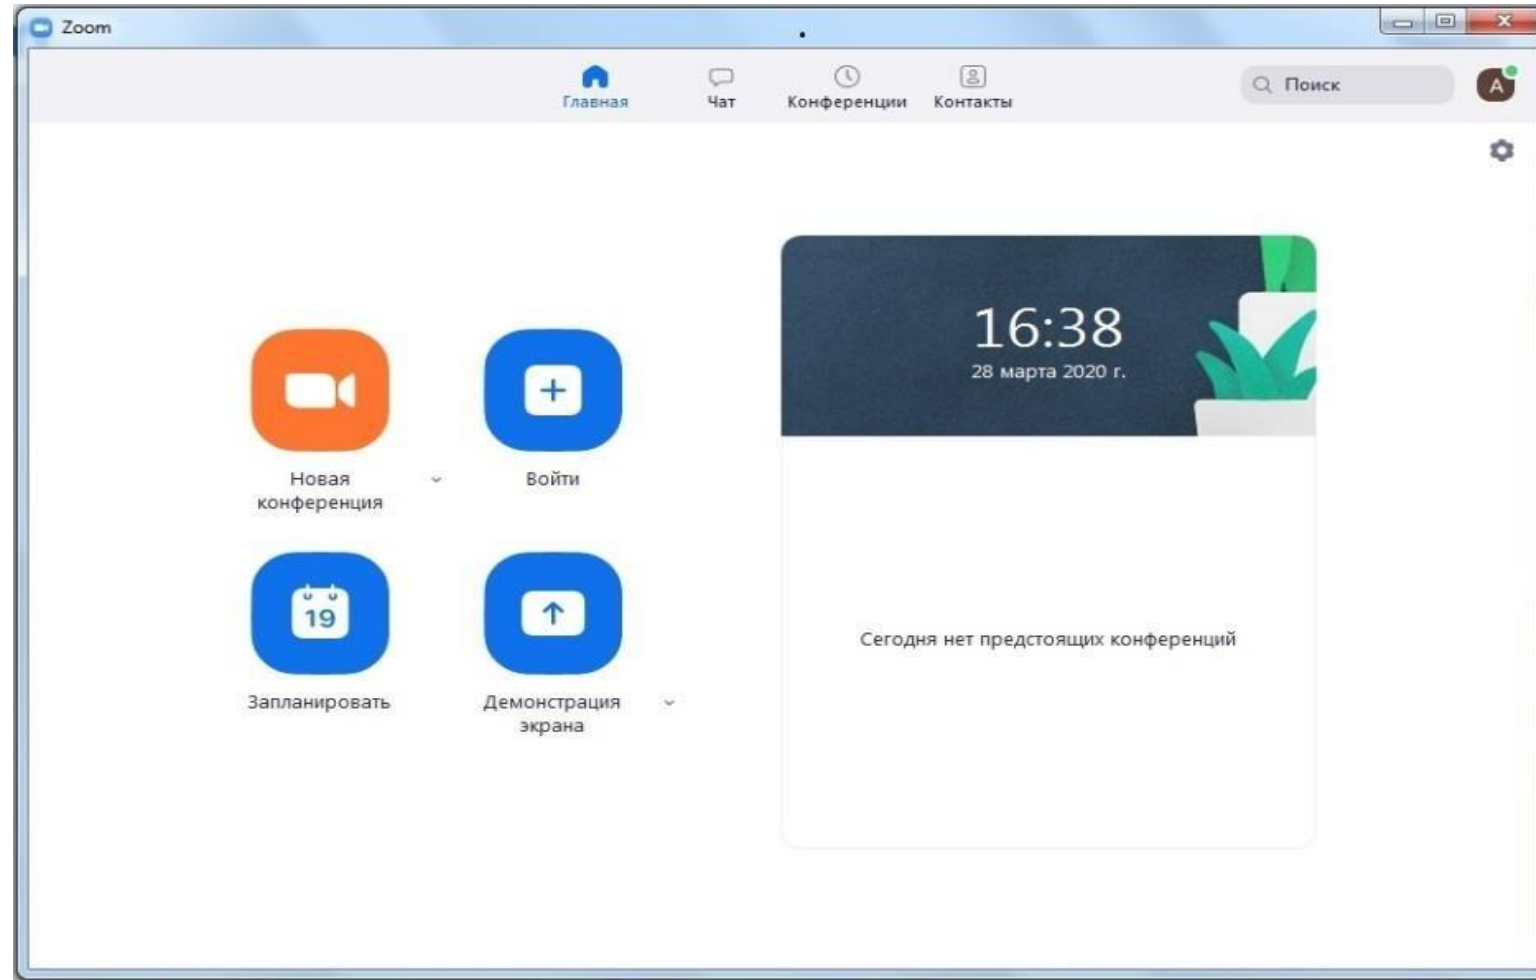 Zoom
Главная
Чат
Конференции
Контакты
Поиск
A
16:38
28 марта 2020 г.
Новая
конференция
Войти
19
Запланировать
Демонстрация
экрана
Сегодня нет предстоящих конференций